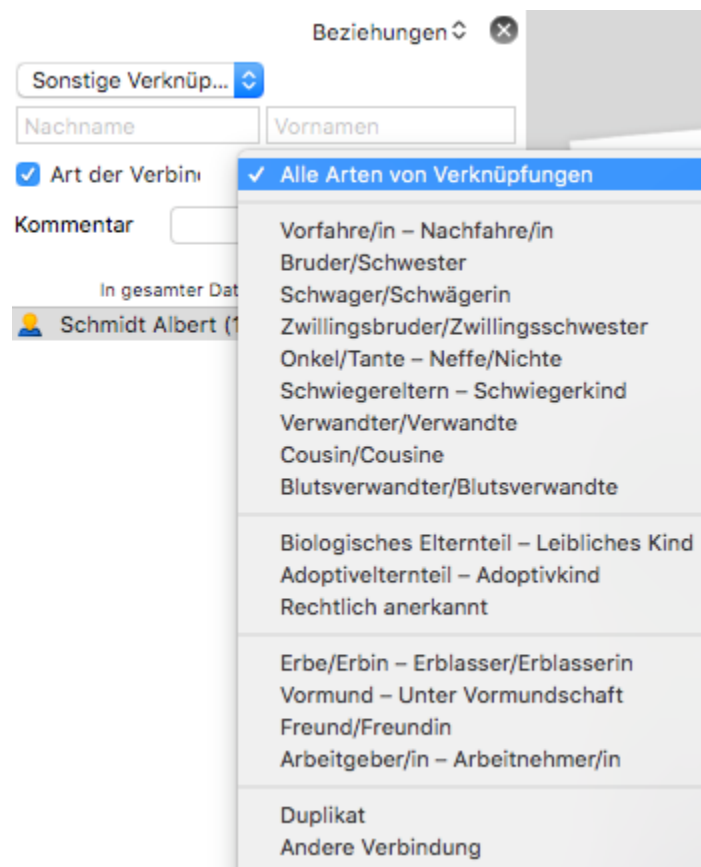 Beziehungen
Sonstige Verknüp...
Nachname Vornamen
Art der
Kommentar
In gesamter
Schmidt Albert
Alle Arten von Verknüpfungen
Vorfahre/in – Nachfahre/in
Bruder/Schwester
Schwager/Schwägerin
Zwillingsbruder/Zwillingsschwester
Onkel/Tante – Neffe/Nichte
Schwiegereltern – Schwiegerkind
Verwandter/Verwandte
Cousin/Cousine
Blutsverwandter/Blutsverwandte
Biologisches Elternteil – Leibliches Kind
Adoptivelternteil – Adoptivkind
Rechtlich anerkannt
Erbe/Erbin – Erblasser/Erblasserin
Vormund – Unter Vormundschaft
Freund/Freundin
Arbeitgeber/in – Arbeitnehmer/in
Duplikat
Andere Verbindung